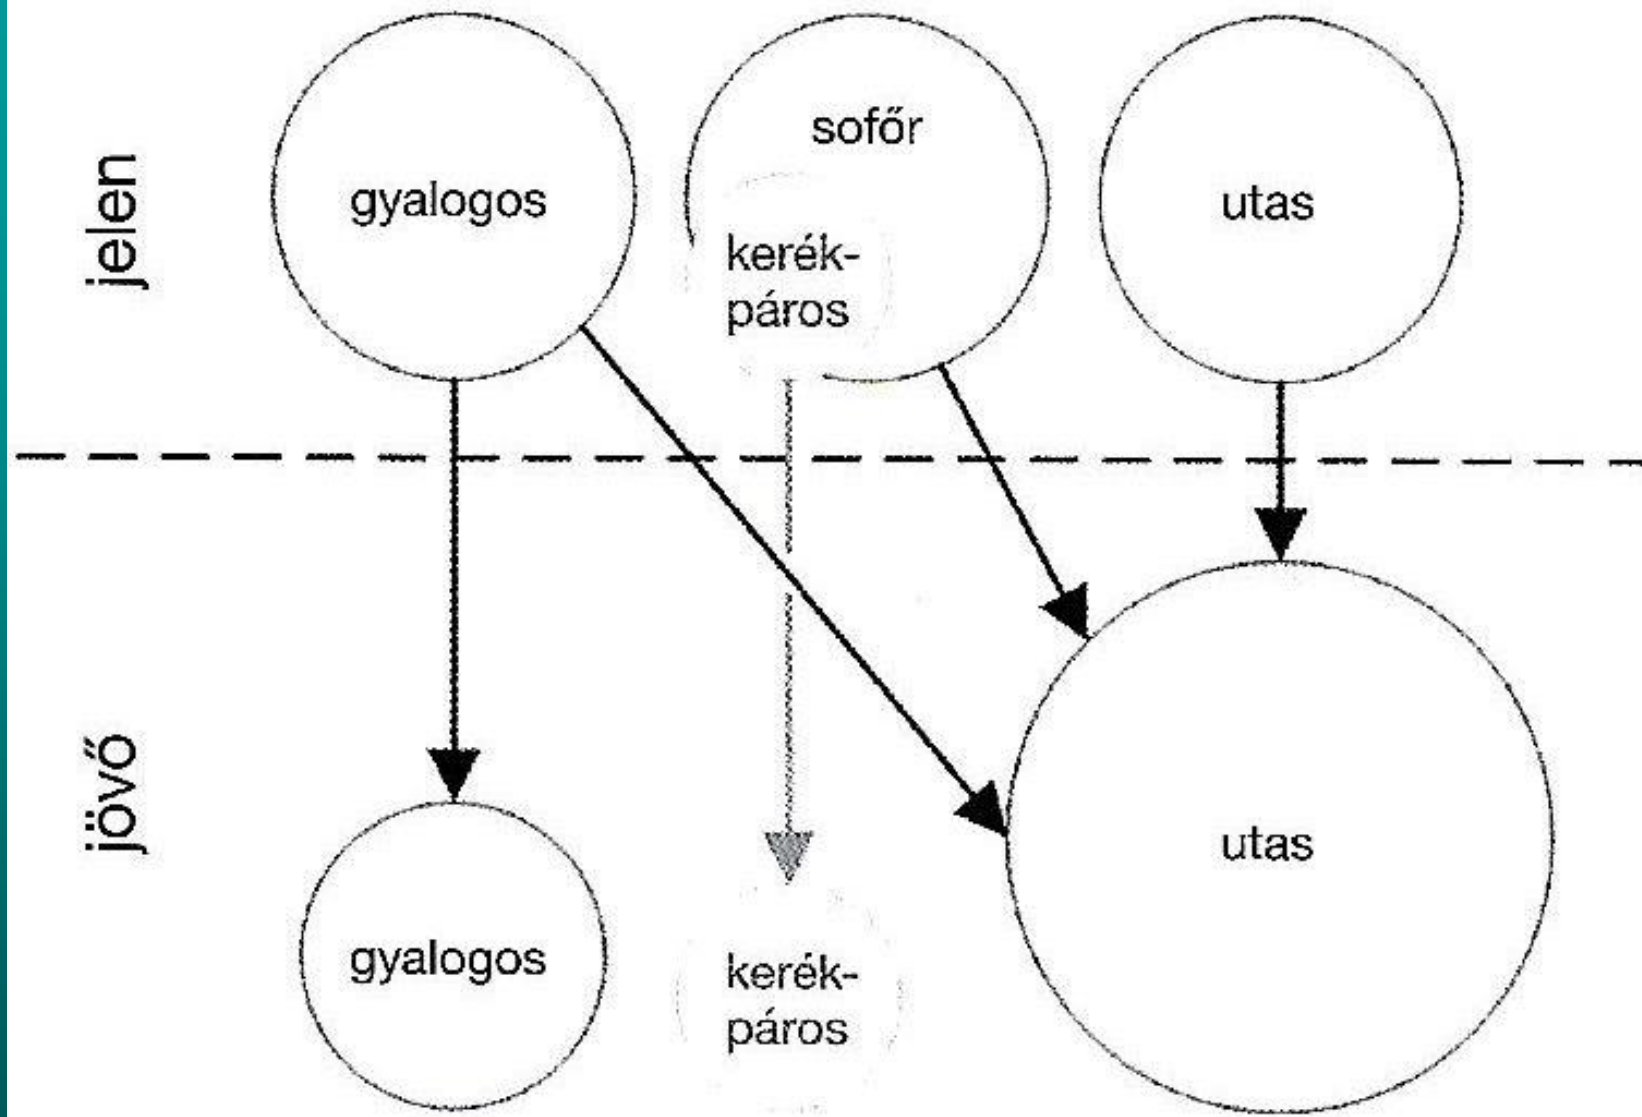 jelen
gyalogos
sofőr
kerék-
páros
utas
jövő
gyalogos
kerék-
páros
utas